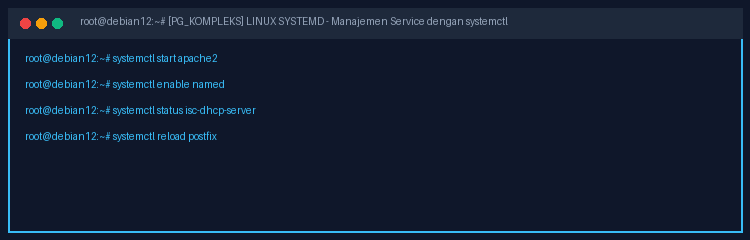 root@debian12:~# [PG_KOMPLEKS] LINUX SYSTEMD - Manajemen Service dengan systemctl
root@debian12:~# systemctl start apache2
root@debian12:~# systemctl enable named
root@debian12:~# systemctl status isc-dhcp-server
root@debian12:~# systemctl reload postfix